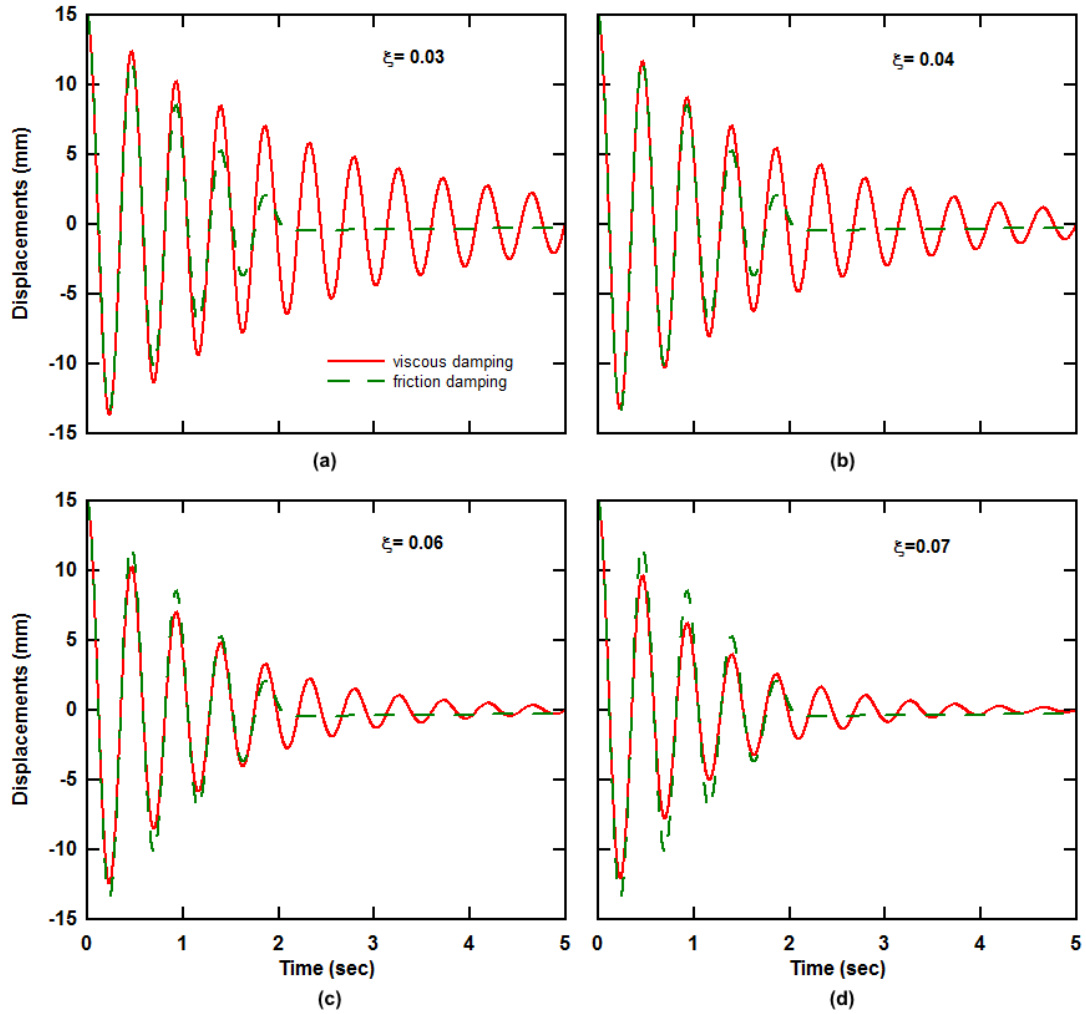 15
10
5
0
-5
-10
-15
Displacements (mm)
ξ= 0.03
viscous damping
friction damping
(a)
ξ= 0.04
(b)
15
10
5
0
-5
-10
-15
Displacements (mm)
ξ= 0.06
0 1 2 3 4 5
Time (sec)
(c)
ξ=0.07
0 1 2 3 4 5
Time (sec)
(d)